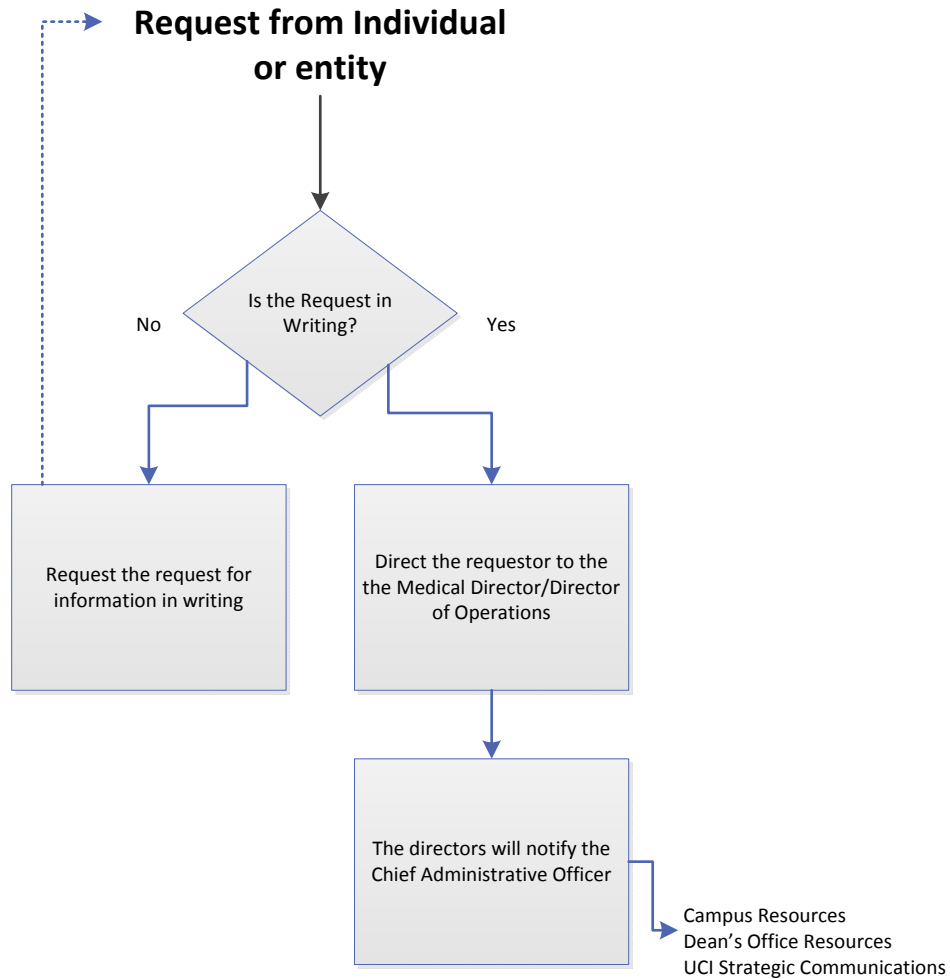 Request from Individual
or entity
Is the Request in
Writing?
No
Yes
Request the request for
information in writing
Direct the requestor to the
the Medical Director/Director
of Operations
The directors will notify the
Chief Administrative Officer
Campus Resources
Dean’s Office Resources
UCI Strategic Communications